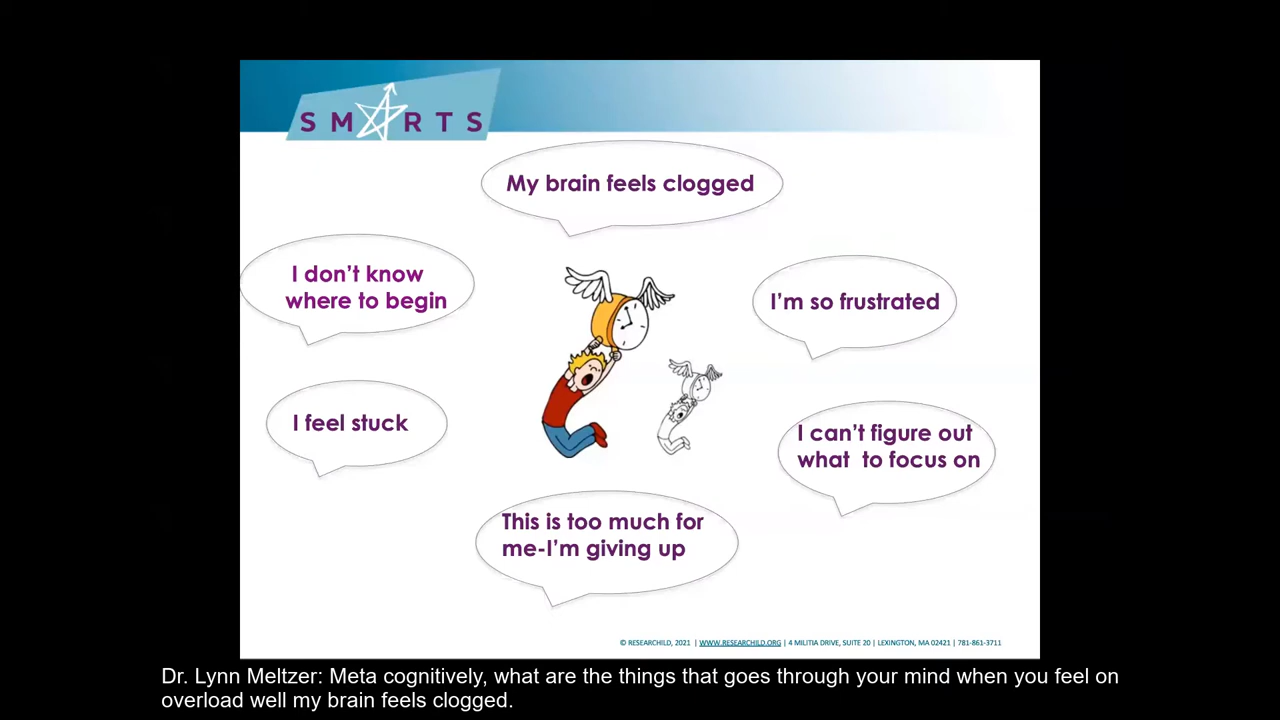 SMARTS
My brain feels clogged
I don't know
where to begin
I'm so frustrated
I feel stuck
I can't figure out
what to focus on
This is too much for
me-I'm giving up
© RESEARCHILD, 2021 | WWW.RESEARCHILD.ORG | 4 MILITIA DRIVE, SUITE 20 | LEXINGTON, MA 02421 | 781-861-3711
Dr. Lynn Meltzer: Meta cognitively, what are the things that goes through your mind when you feel on
overload well my brain feels clogged.